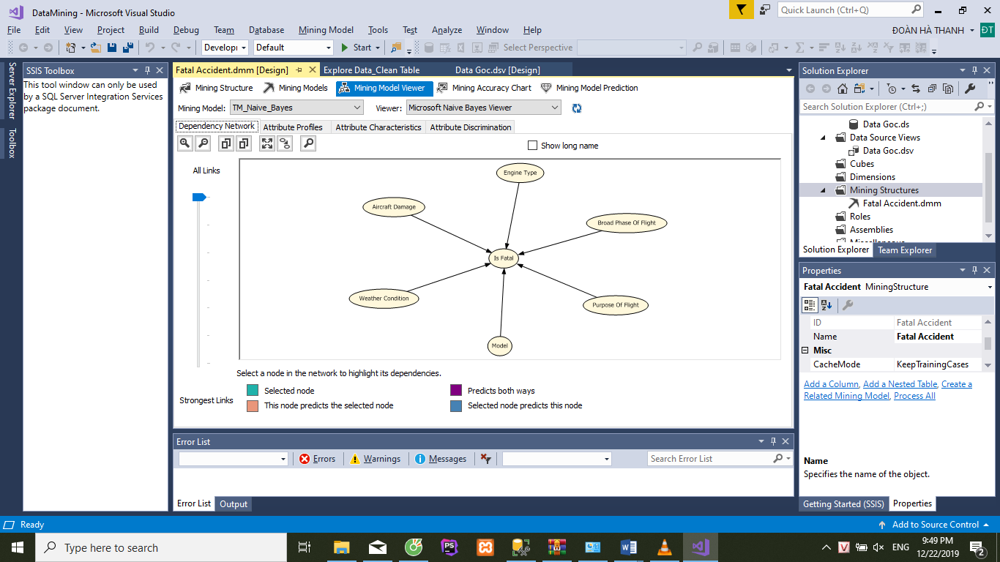 DataMining - Microsoft Visual Studio
Quick Launch (Ctrl+Q)
File Edit View Project Build Debug Team Database Mining Model Tools Test Analyze Window Help
ĐOÀN HÀ THANH ĐT
Developı Default Start Select Perspective
Server Explorer
Toolbox
SSIS Toolbox
This tool window can only be used
by a SQL Server Integration Services
package document.
Fatal Accident.dmm [Design] Explore Data_Clean Table Data Goc.dsv [Design]
Mining Structure Mining Models Mining Model Viewer Mining Accuracy Chart Mining Model Prediction
Mining Model: TM_Naive_Bayes Viewer: Microsoft Naive Bayes Viewer
Dependency Network Attribute Profiles Attribute Characteristics Attribute Discrimination
Show long name
All Links
Engine Type
Aircraft Damage
Broad Phase Of Flight
Is Fatal
Weather Condition
Purpose Of Flight
Model
Select a node in the network to highlight its dependencies.
Strongest Links
Selected node
Predicts both ways
This node predicts the selected node
Selected node predicts this node
Error List
Errors Warnings Messages Search Error List
Error List Output
Solution Explorer
Search Solution Explorer (Ctrl+;)
Data Goc.ds
Data Source Views
Data Goc.dsv
Cubes
Dimensions
Mining Structures
Fatal Accident.dmm
Roles
Assemblies
Solution Explorer Team Explorer
Properties
Fatal Accident MiningStructure
ID Fatal Accident
Name Fatal Accident
Misc
CacheMode KeepTrainingCases
Add a Column, Add a Nested Table, Create a
Related Mining Model, Process All
Name
Specifies the name of the object.
Getting Started (SSIS) Properties
Ready Add to Source Control
Type here to search
ENG
9:49 PM
12/22/2019
2